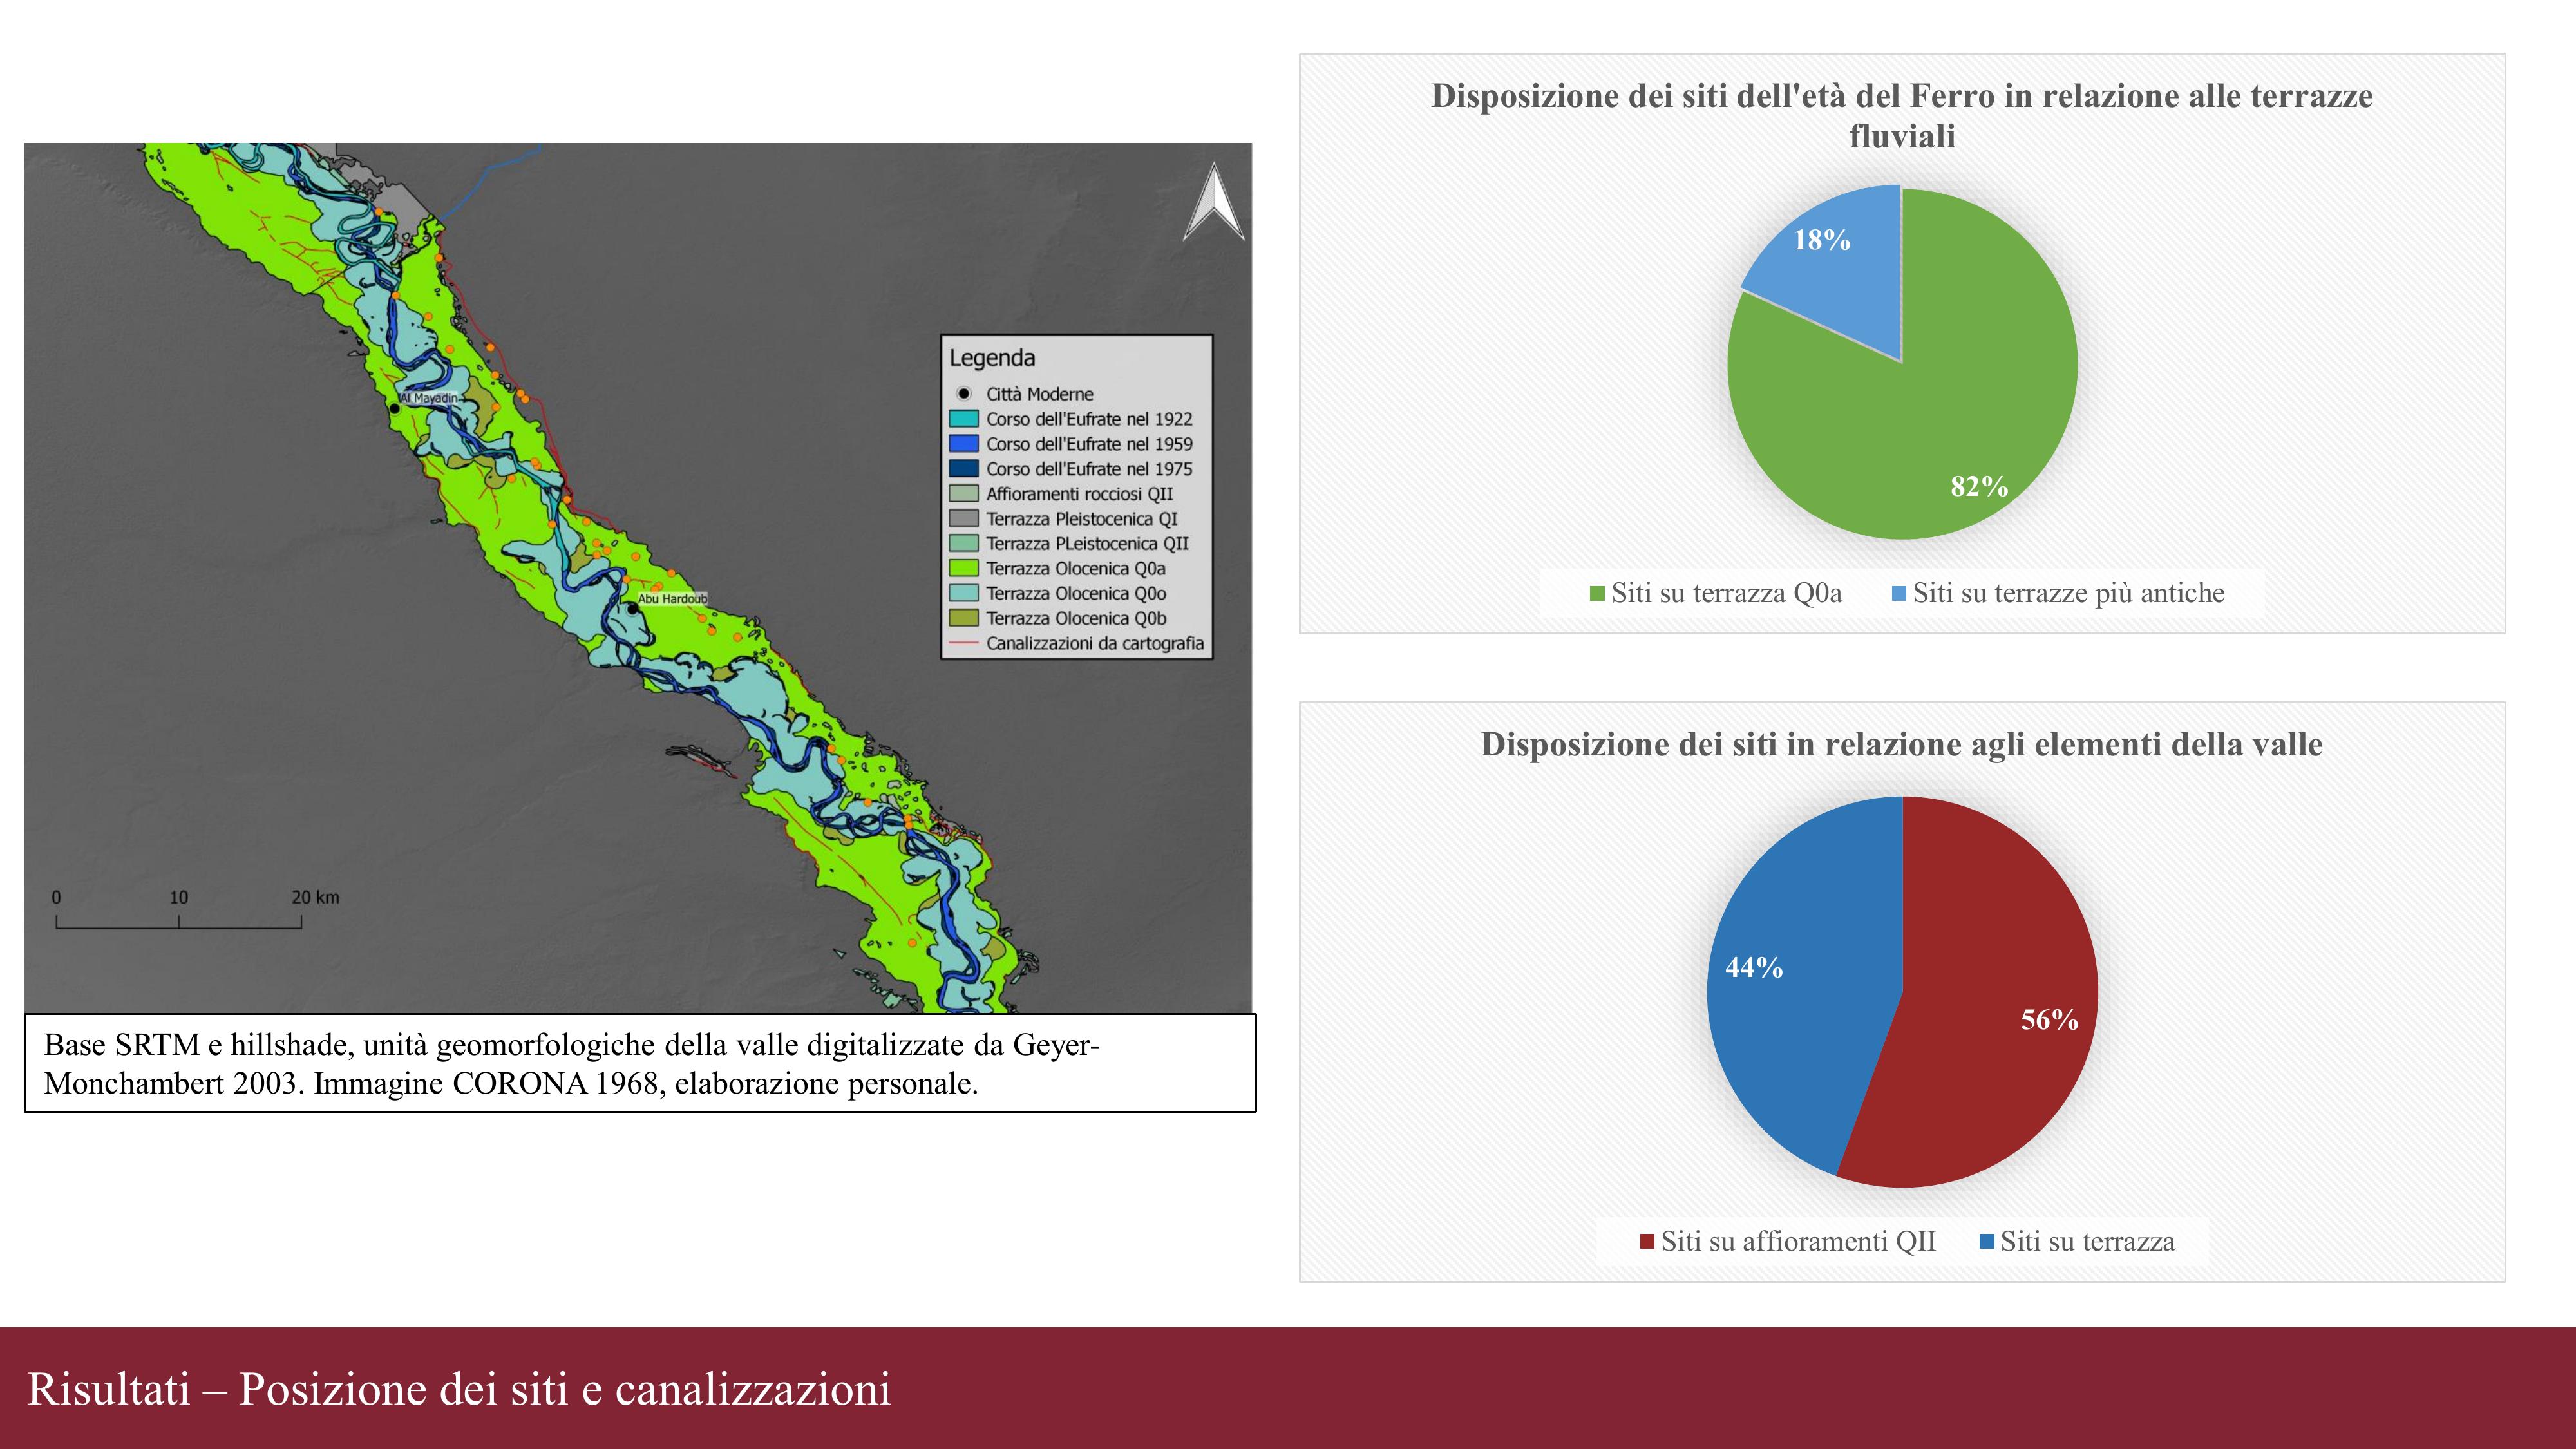 Al Mayadin
Abu Hardoub
Legenda
Città Moderne
Corso dell'Eufrate nel 1922
Corso dell'Eufrate nel 1959
Corso dell'Eufrate nel 1975
Affioramenti rocciosi QII
Terrazza Pleistocenica QI
Terrazza PLeistocenica QII
Terrazza Olocenica Q0a
Terrazza Olocenica Q0o
Terrazza Olocenica Q0b
Canalizzazioni da cartografia
0 10 20 km
Base SRTM e hillshade, unità geomorfologiche della valle digitalizzate da Geyer-
Monchambert 2003. Immagine CORONA 1968, elaborazione personale.
Disposizione dei siti dell'età del Ferro in relazione alle terrazze
fluviali
18%
82%
Siti su terrazza Q0a Siti su terrazze più antiche
Disposizione dei siti in relazione agli elementi della valle
44%
56%
Siti su affioramenti QII Siti su terrazza
Risultati – Posizione dei siti e canalizzazioni